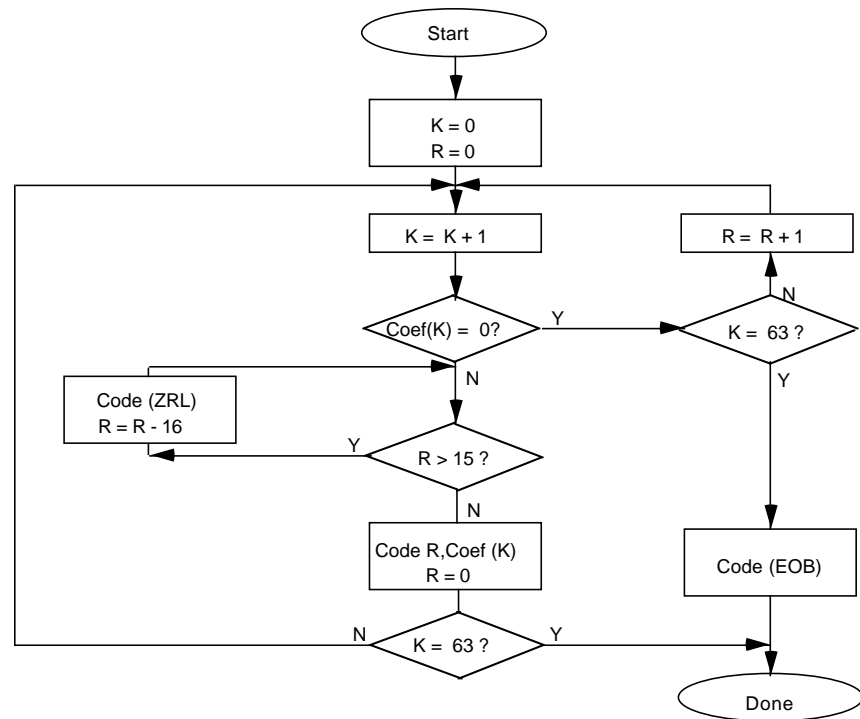 Start
K = 0
R = 0
K = K + 1
R = R + 1
N
Coef(K) = 0?
Y
K = 63 ?
N
Y
Code (ZRL)
R = R - 16
Y
R > 15 ?
N
Code R,Coef (K)
R = 0
Code (EOB)
N
K = 63 ?
Y
Done